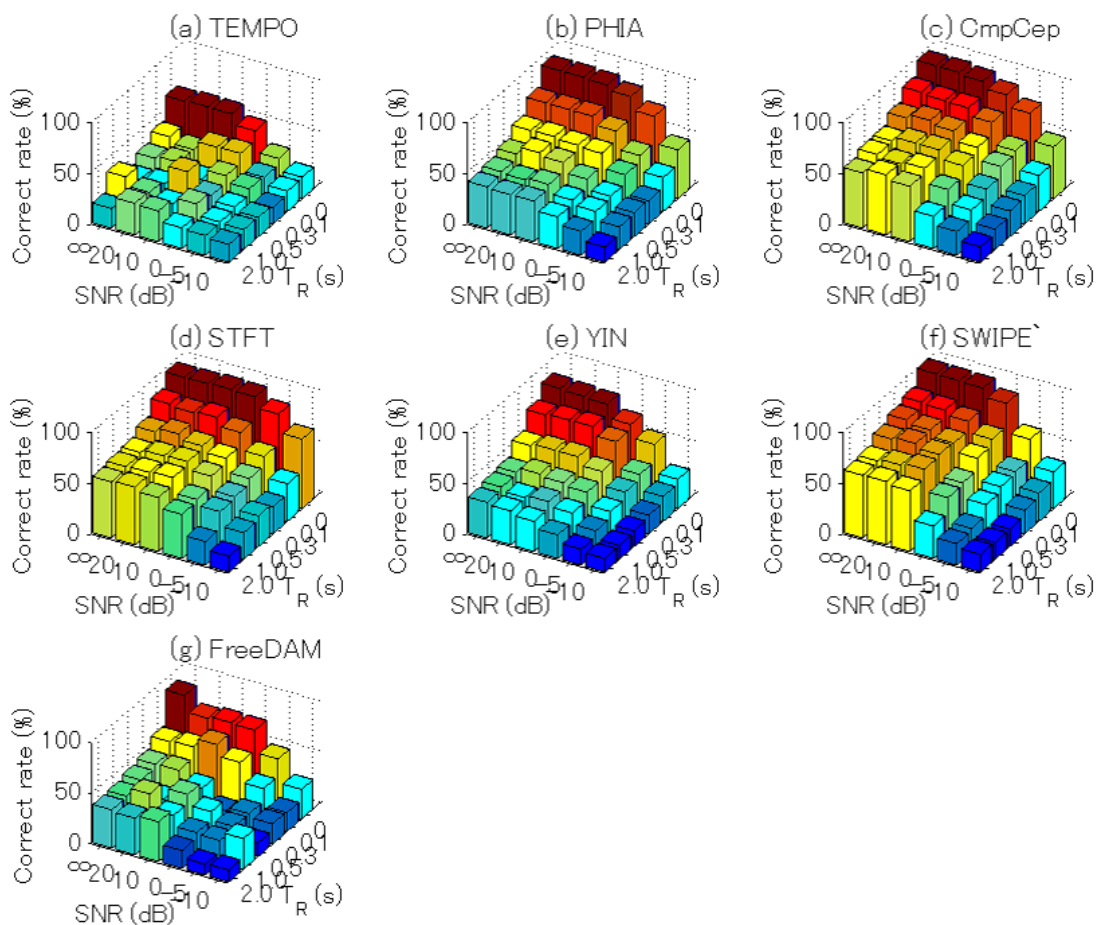 (a) TEMPO
Correct rate (%)
100
50
0
∞ 20 10 0 -5 -10
SNR (dB)
2.0 1.0 0.5 0.3 0.1 0
T_R (s)
(b) PHIA
Correct rate (%)
100
50
0
∞ 20 10 0 -5 -10
SNR (dB)
2.0 1.0 0.5 0.3 0.1 0
T_R (s)
(c) CmpCep
Correct rate (%)
100
50
0
∞ 20 10 0 -5 -10
SNR (dB)
2.0 1.0 0.5 0.3 0.1 0
T_R (s)
(d) STFT
Correct rate (%)
100
50
0
∞ 20 10 0 -5 -10
SNR (dB)
2.0 1.0 0.5 0.3 0.1 0
T_R (s)
(e) YIN
Correct rate (%)
100
50
0
∞ 20 10 0 -5 -10
SNR (dB)
2.0 1.0 0.5 0.3 0.1 0
T_R (s)
(f) SWIPE`
Correct rate (%)
100
50
0
∞ 20 10 0 -5 -10
SNR (dB)
2.0 1.0 0.5 0.3 0.1 0
T_R (s)
(g) FreeDAM
Correct rate (%)
100
50
0
∞ 20 10 0 -5 -10
SNR (dB)
2.0 1.0 0.5 0.3 0.1 0
T_R (s)